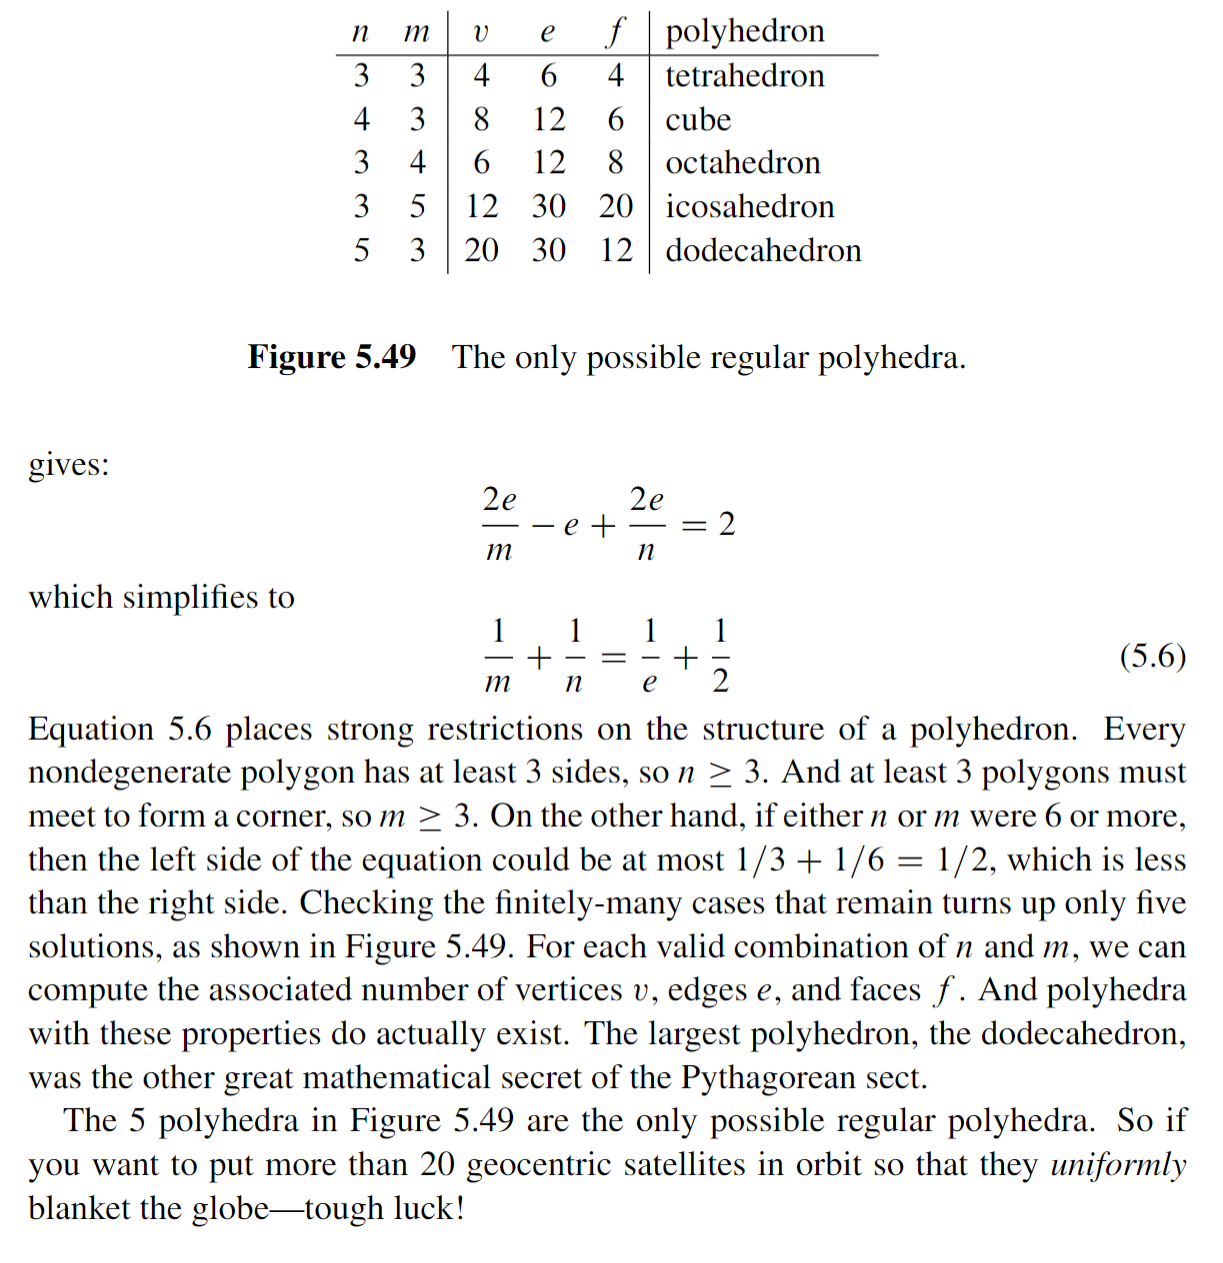 n m v e f polyhedron
3 3 4 6 4 tetrahedron
4 3 8 12 6 cube
3 4 6 12 8 octahedron
3 5 12 30 20 icosahedron
5 3 20 30 12 dodecahedron
Figure 5.49 The only possible regular polyhedra.
gives:
2e/m − e + 2e/n = 2
which simplifies to
1/m + 1/n = 1/e + 1/2 (5.6)
Equation 5.6 places strong restrictions on the structure of a polyhedron. Every
nondegenerate polygon has at least 3 sides, so n ≥ 3. And at least 3 polygons must
meet to form a corner, so m ≥ 3. On the other hand, if either n or m were 6 or more,
then the left side of the equation could be at most 1/3 + 1/6 = 1/2, which is less
than the right side. Checking the finitely-many cases that remain turns up only five
solutions, as shown in Figure 5.49. For each valid combination of n and m, we can
compute the associated number of vertices v, edges e, and faces f. And polyhedra
with these properties do actually exist. The largest polyhedron, the dodecahedron,
was the other great mathematical secret of the Pythagorean sect.
The 5 polyhedra in Figure 5.49 are the only possible regular polyhedra. So if
you want to put more than 20 geocentric satellites in orbit so that they uniformly
blanket the globe—tough luck!